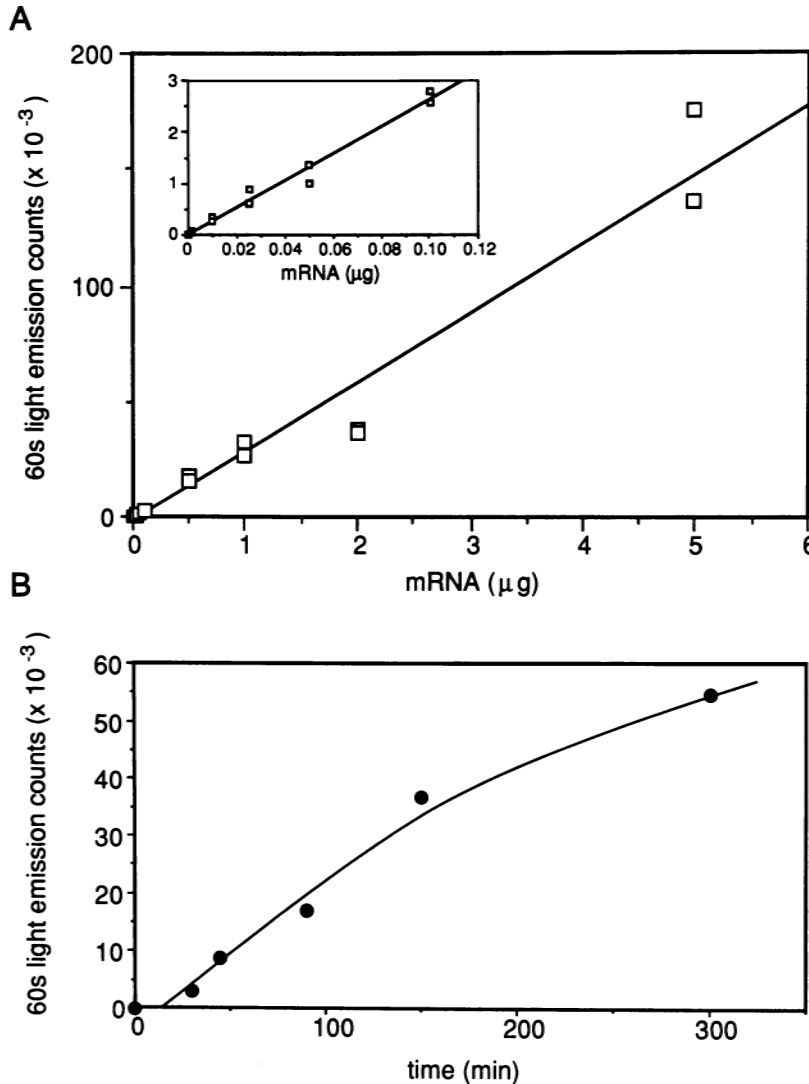 A
60s light emission counts (x 10 -3)
200
100
0
0 1 2 3 4 5 6
mRNA (μg)
3
2
1
0
0 0.02 0.04 0.06 0.08 0.10 0.12
mRNA (μg)
B
60s light emission counts (x 10 -3)
60
50
40
30
20
10
0
0 100 200 300
time (min)